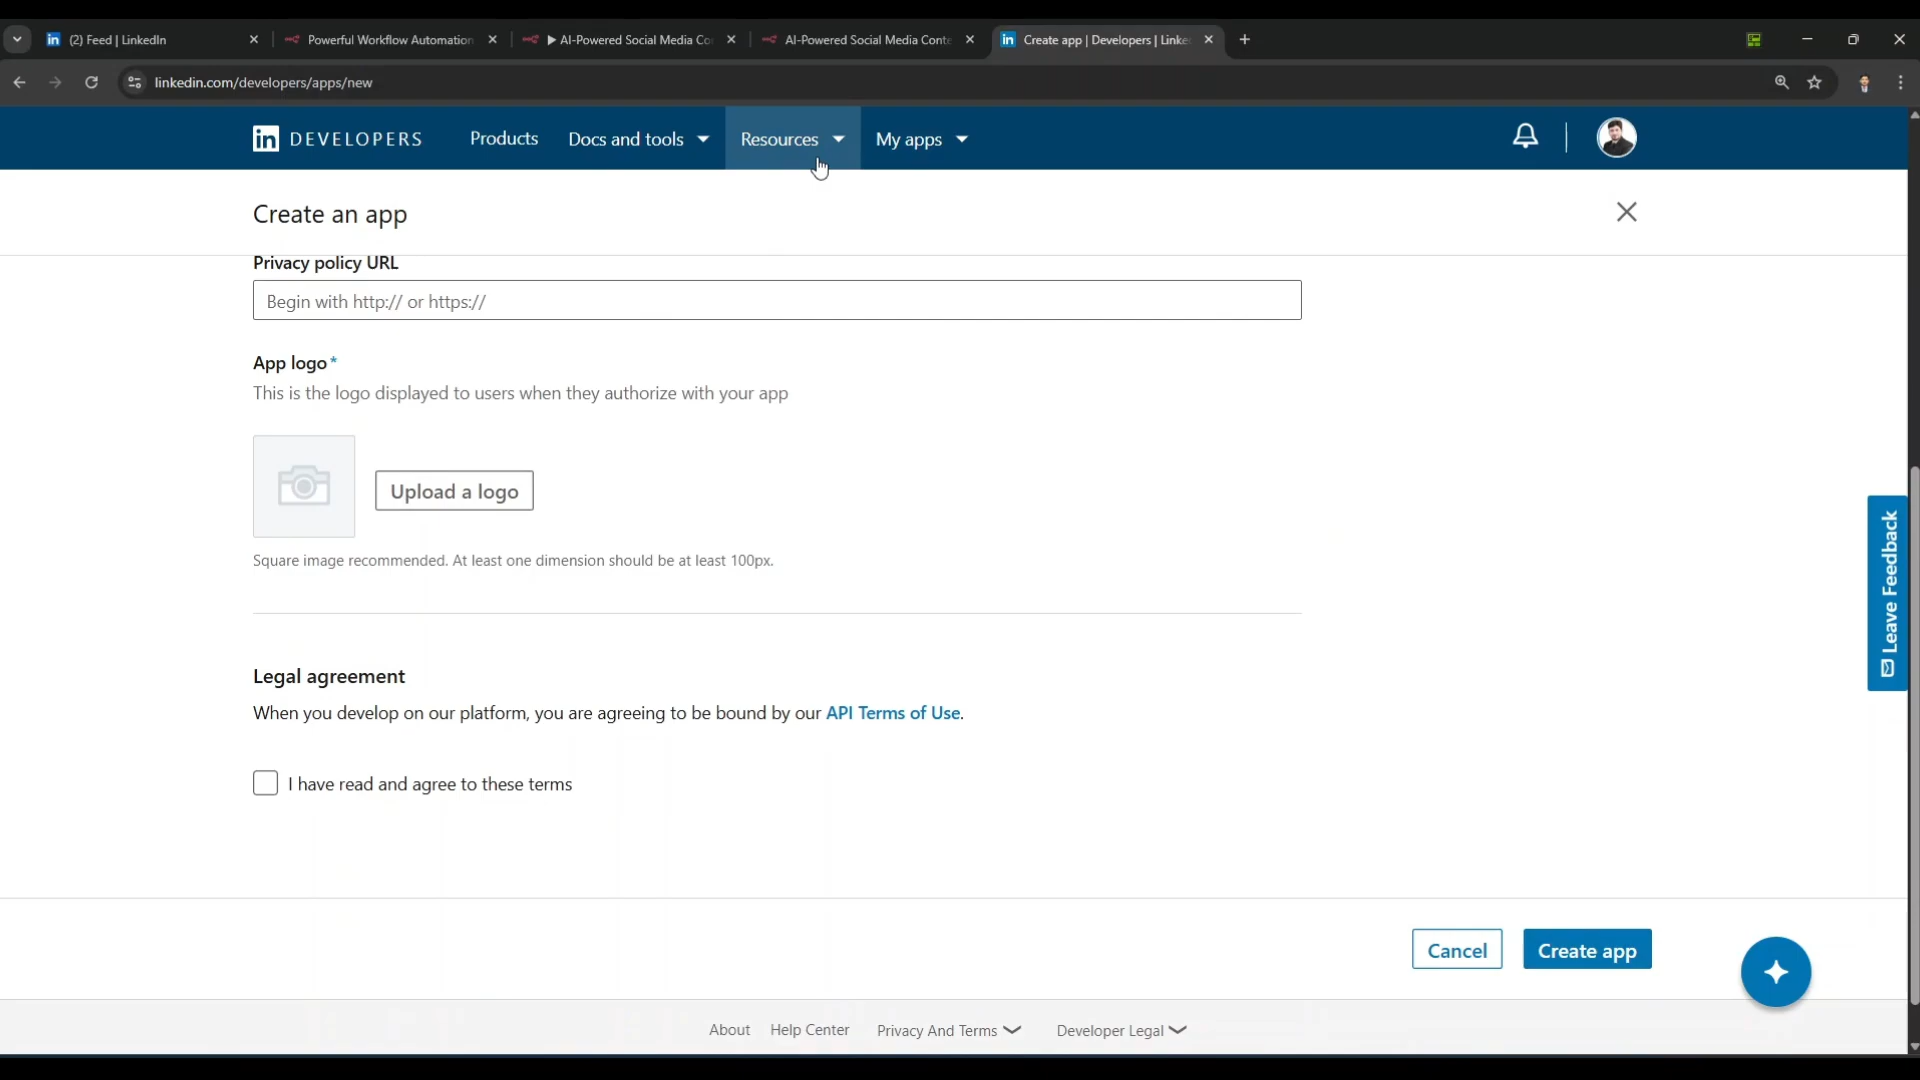 (2) Feed | LinkedIn
Powerful Workflow Automation
▶ AI-Powered Social Media Co
AI-Powered Social Media Conte
Create app | Developers | Linke
linkedin.com/developers/apps/new
in DEVELOPERS
Products
Docs and tools
Resources
My apps
Create an app
Privacy policy URL
Begin with http:// or https://
App logo*
This is the logo displayed to users when they authorize with your app
Upload a logo
Square image recommended. At least one dimension should be at least 100px.
Leave Feedback
Legal agreement
When you develop on our platform, you are agreeing to be bound by our API Terms of Use.
I have read and agree to these terms
Cancel
Create app
About
Help Center
Privacy And Terms
Developer Legal